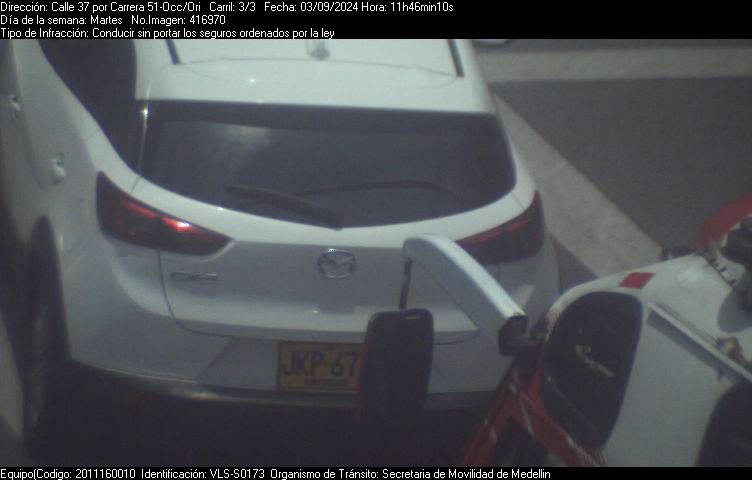 Dirección: Calle 37 por Carrera 51-Occ/Ori Carril: 3/3 Fecha: 03/09/2024 Hora: 11h46min10s
Día de la semana: Martes No.Imagen: 416970
Tipo de Infracción: Conducir sin portar los seguros ordenados por la ley
JKP-67
Equipo(Codigo: 2011160010 Identificación: VLS-S0173 Organismo de Tránsito: Secretaria de Movilidad de Medellin